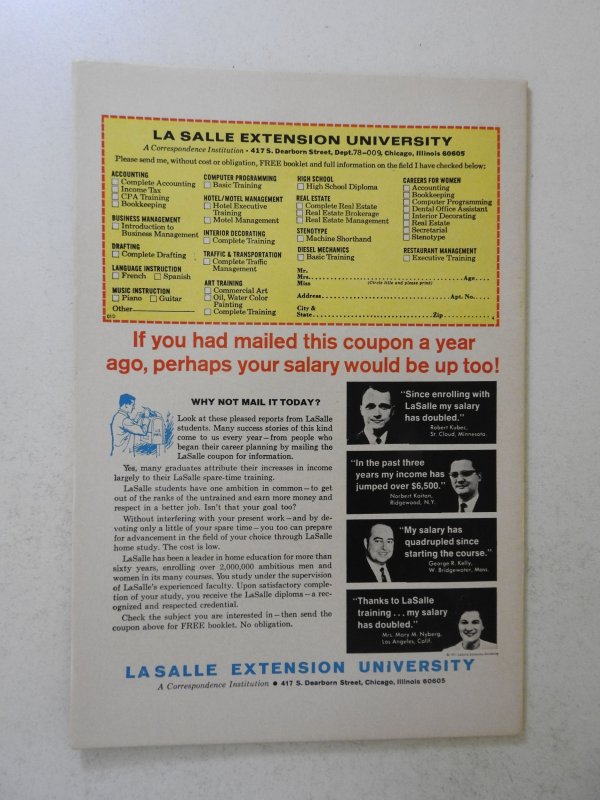 LA SALLE EXTENSION UNIVERSITY
A Correspondence Institution • 417 S. Dearborn Street, Dept. 78-009, Chicago, Illinois 60605
Please send me, without cost or obligation, FREE booklet and full information on the field I have checked below:
ACCOUNTING
Complete Accounting
Income Tax
CPA Training
Bookkeeping
BUSINESS MANAGEMENT
Introduction to
Business Management
DRAFTING
Complete Drafting
LANGUAGE INSTRUCTION
French Spanish
MUSIC INSTRUCTION
Piano Guitar
Other
COMPUTER PROGRAMMING
Basic Training
HOTEL/MOTEL MANAGEMENT
Hotel Executive
Training
Motel Management
INTERIOR DECORATING
Complete Training
TRAFFIC & TRANSPORTATION
Complete Traffic
Management
ART TRAINING
Commercial Art
Oil, Water Color
Painting
Complete Training
HIGH SCHOOL
High School Diploma
REAL ESTATE
Complete Real Estate
Real Estate Brokerage
Real Estate Management
STENOTYPE
Machine Shorthand
DIESEL MECHANICS
Basic Training
CAREERS FOR WOMEN
Accounting
Bookkeeping
Computer Programming
Dental Office Assistant
Interior Decorating
Real Estate
Secretarial
Stenotype
RESTAURANT MANAGEMENT
Executive Training
Mr.
Mrs. Age
Miss (Circle title and please print)
Address Apt. No.
City &
State Zip
If you had mailed this coupon a year
ago, perhaps your salary would be up too!
WHY NOT MAIL IT TODAY?
Look at these pleased reports from LaSalle
students. Many success stories of this kind
come to us every year—from people who
began their career planning by mailing the
LaSalle coupon for information.
Yes, many graduates attribute their increases in income
largely to their LaSalle spare-time training.
LaSalle students have one ambition in common—to get
out of the ranks of the untrained and earn more money and
respect in a better job. Isn't that your goal too?
Without interfering with your present work—and by de-
voting only a little of your spare time—you too can prepare
for advancement in the field of your choice through LaSalle
home study. The cost is low.
LaSalle has been a leader in home education for more than
sixty years, enrolling over 2,000,000 ambitious men and
women in its many courses. You study under the supervision
of LaSalle's experienced faculty. Upon satisfactory comple-
tion of your study, you receive the LaSalle diploma—a rec-
ognized and respected credential.
Check the subject you are interested in—then send the
coupon above for FREE booklet. No obligation.
"Since enrolling with
LaSalle my salary
has doubled."
Robert Kubec,
St. Cloud, Minnesota
"In the past three
years my income has
jumped over $6,500."
Norbert Kaiten,
Ridgewood, N.Y.
"My salary has
quadrupled since
starting the course."
George R. Kelly,
W. Bridgewater, Mass.
"Thanks to LaSalle
training . . . my salary
has doubled."
Mrs. Mary M. Nyberg,
Los Angeles, Calif.
LA SALLE EXTENSION UNIVERSITY
A Correspondence Institution • 417 S. Dearborn Street, Chicago, Illinois 60605